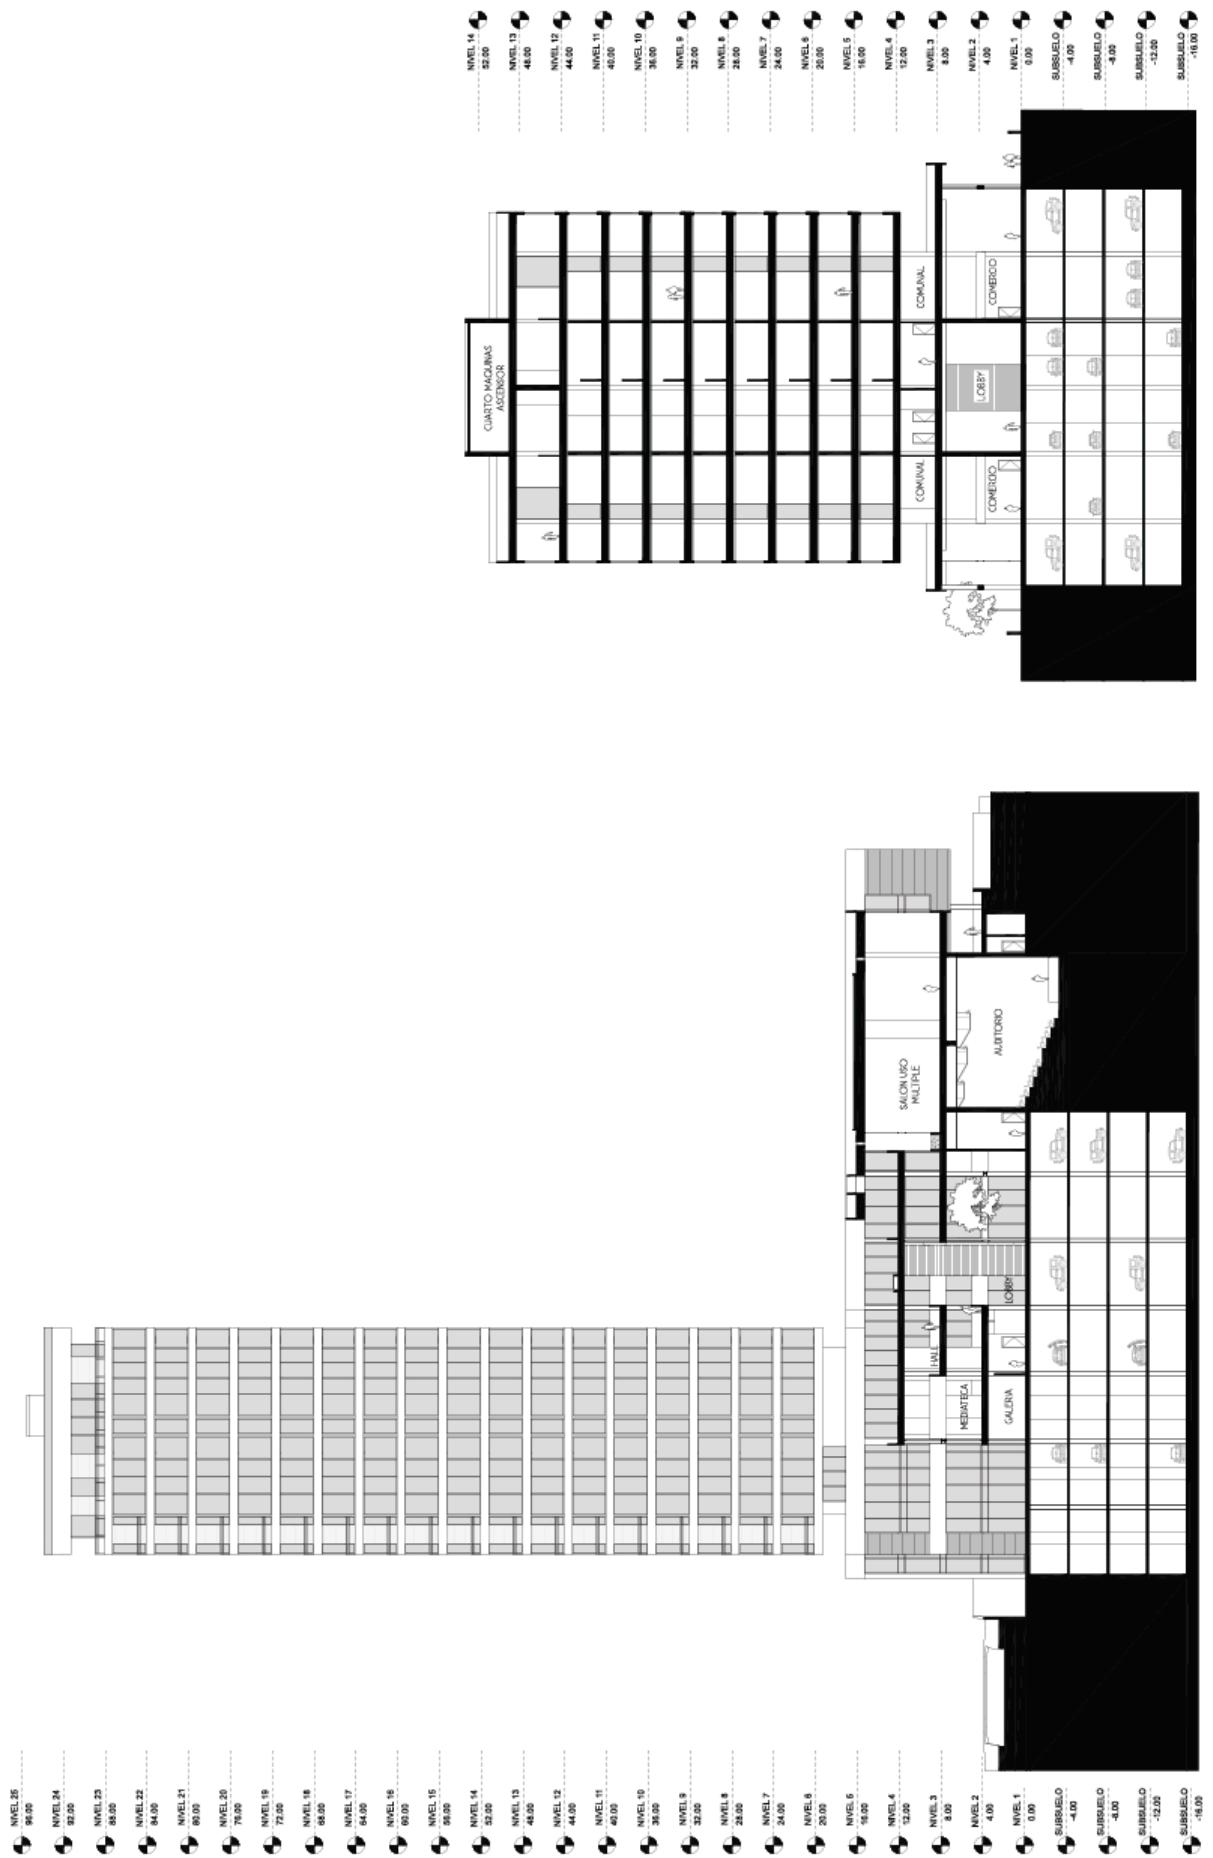 NIVEL 14
52.00
NIVEL 13
48.00
NIVEL 12
44.00
NIVEL 11
40.00
NIVEL 10
36.00
NIVEL 9
32.00
NIVEL 8
28.00
NIVEL 7
24.00
NIVEL 6
20.00
NIVEL 5
16.00
NIVEL 4
12.00
NIVEL 3
8.00
NIVEL 2
4.00
NIVEL 1
0.00
SUBSUELO
-4.00
SUBSUELO
-8.00
SUBSUELO
-12.00
SUBSUELO
-16.00
CUARTO MAQUINAS
ASCENSOR
COMUNAL
COMERCIO
LOBBY
COMUNAL
COMERCIO
SALON USO
MULTIPLE
AUDITORIO
LOBBY
HALL
MEDIATECA
GALERIA
NIVEL 25
96.00
NIVEL 24
92.00
NIVEL 23
88.00
NIVEL 22
84.00
NIVEL 21
80.00
NIVEL 20
76.00
NIVEL 19
72.00
NIVEL 18
68.00
NIVEL 17
64.00
NIVEL 16
60.00
NIVEL 15
56.00
NIVEL 14
52.00
NIVEL 13
48.00
NIVEL 12
44.00
NIVEL 11
40.00
NIVEL 10
36.00
NIVEL 9
32.00
NIVEL 8
28.00
NIVEL 7
24.00
NIVEL 6
20.00
NIVEL 5
16.00
NIVEL 4
12.00
NIVEL 3
8.00
NIVEL 2
4.00
NIVEL 1
0.00
SUBSUELO
-4.00
SUBSUELO
-8.00
SUBSUELO
-12.00
SUBSUELO
-16.00